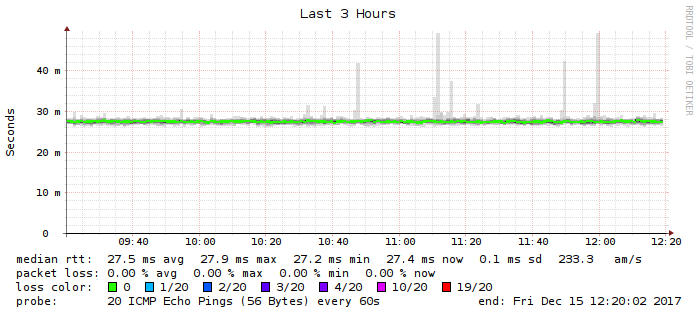 Last 3 Hours
RRDTOOL / TOBI OETIKER
Seconds
40 m
30 m
20 m
10 m
0
09:40 10:00 10:20 10:40 11:00 11:20 11:40 12:00 12:20
median rtt: 27.5 ms avg 27.9 ms max 27.2 ms min 27.4 ms now 0.1 ms sd 233.3 am/s
packet loss: 0.00 % avg 0.00 % max 0.00 % min 0.00 % now
loss color: 0 1/20 2/20 3/20 4/20 10/20 19/20
probe: 20 ICMP Echo Pings (56 Bytes) every 60s end: Fri Dec 15 12:20:02 2017